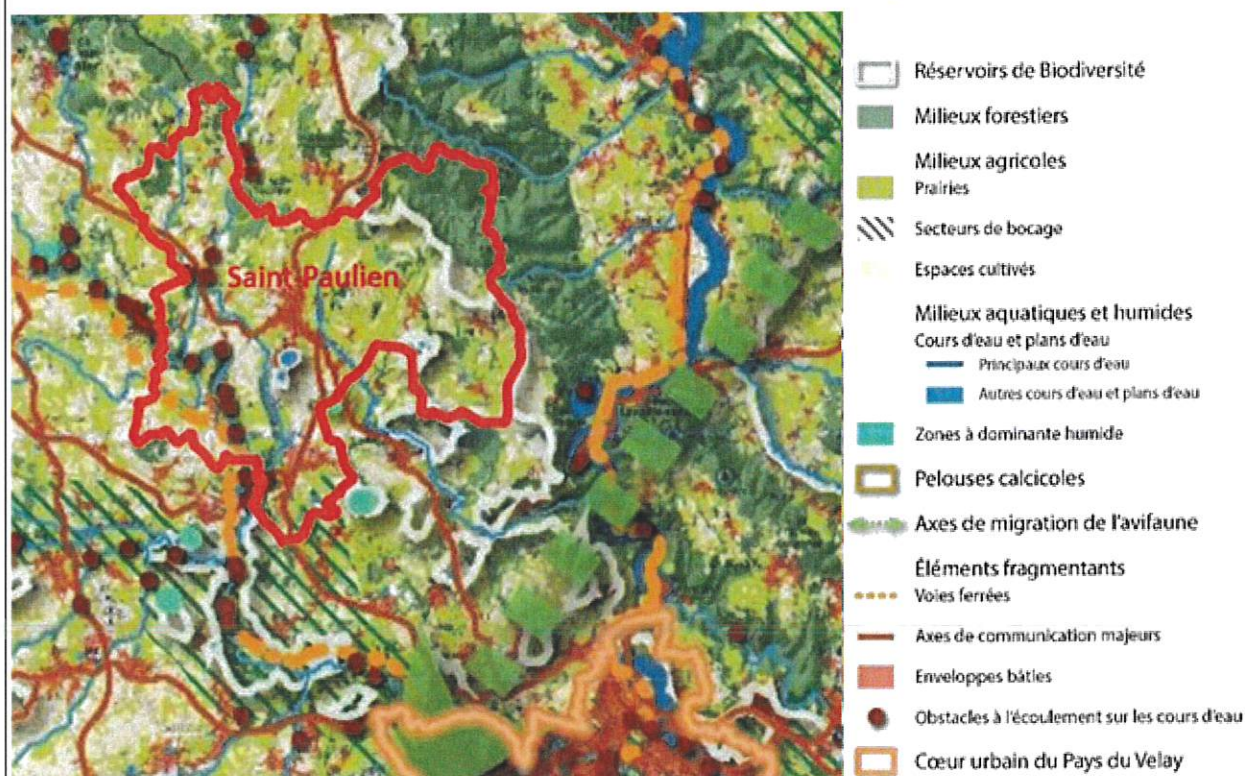 Saint-Paulien
Réservoirs de Biodiversité
Milieux forestiers
Milieux agricoles
Prairies
Secteurs de bocage
Espaces cultivés
Milieux aquatiques et humides
Cours d'eau et plans d'eau
Principaux cours d'eau
Autres cours d'eau et plans d'eau
Zones à dominante humide
Pelouses calcicoles
Axes de migration de l'avifaune
Éléments fragmentants
Voies ferrées
Axes de communication majeurs
Enveloppes bâties
Obstacles à l'écoulement sur les cours d'eau
Cœur urbain du Pays du Velay